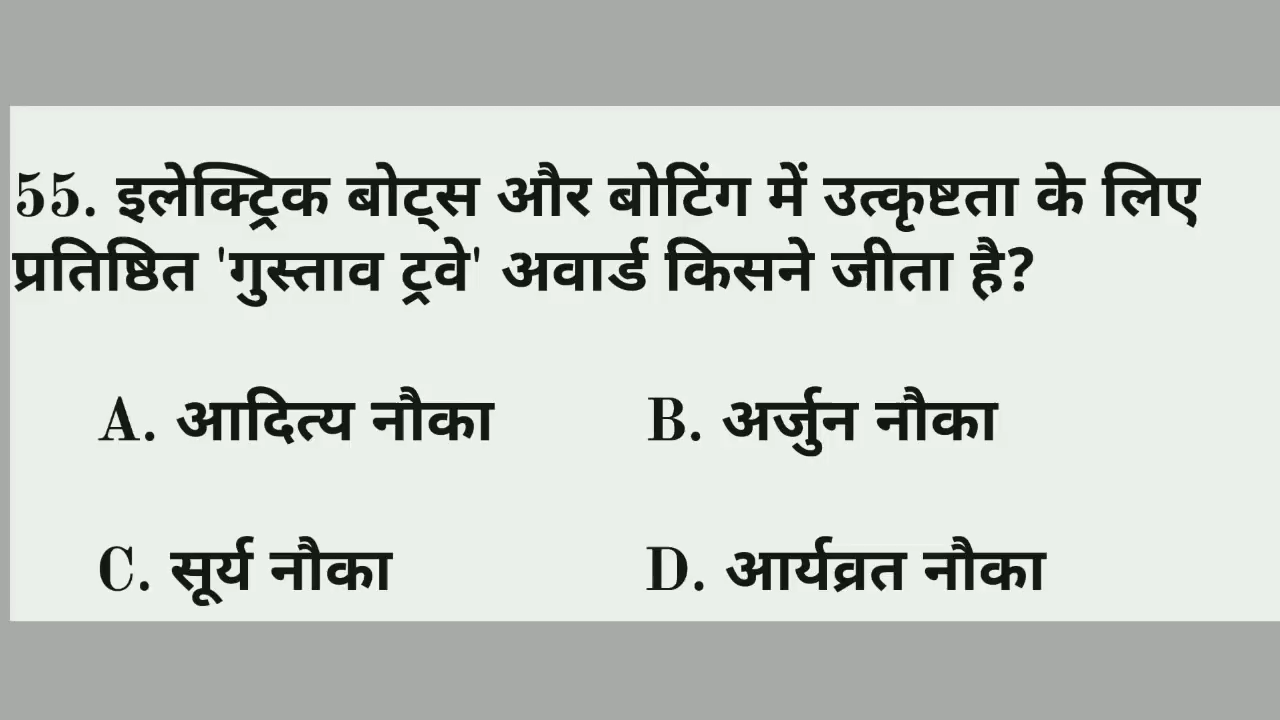 55. इलेक्ट्रिक बोट्स और बोटिंग में उत्कृष्टता के लिए
प्रतिष्ठित 'गुस्ताव ट्रवे' अवार्ड किसने जीता है?
A. आदित्य नौका B. अर्जुन नौका
C. सूर्य नौका D. आर्यव्रत नौका